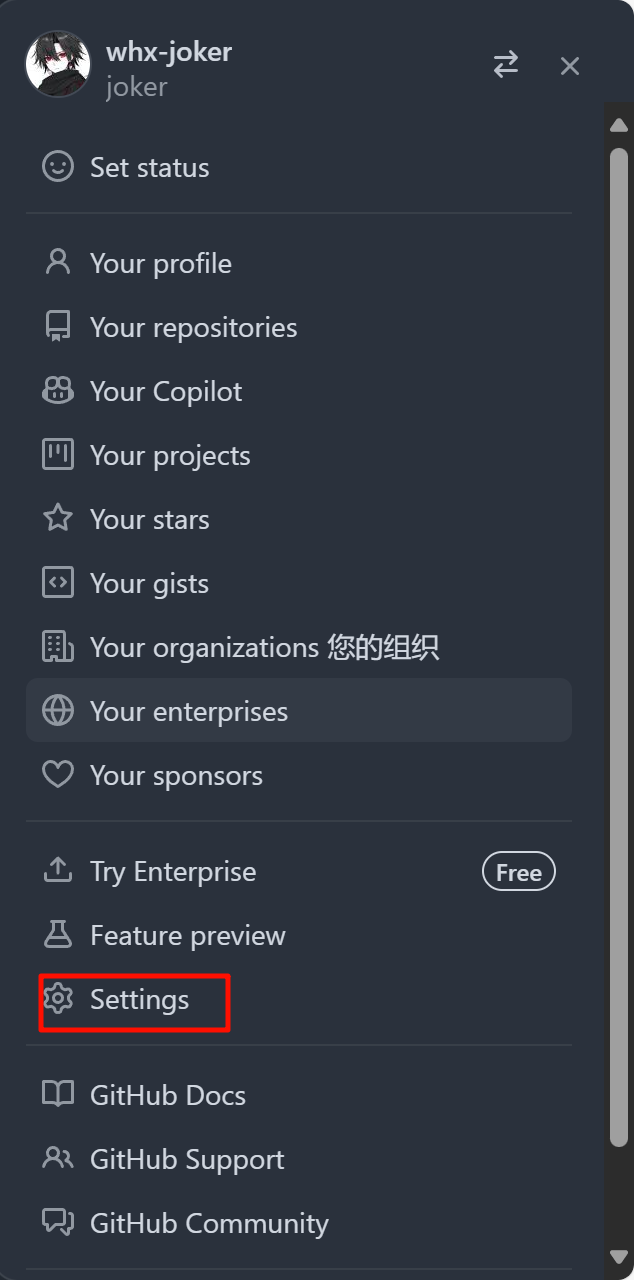 whx-joker
joker
Set status
Your profile
Your repositories
Your Copilot
Your projects
Your stars
Your gists
Your organizations 您的组织
Your enterprises
Your sponsors
Try Enterprise Free
Feature preview
Settings
GitHub Docs
GitHub Support
GitHub Community